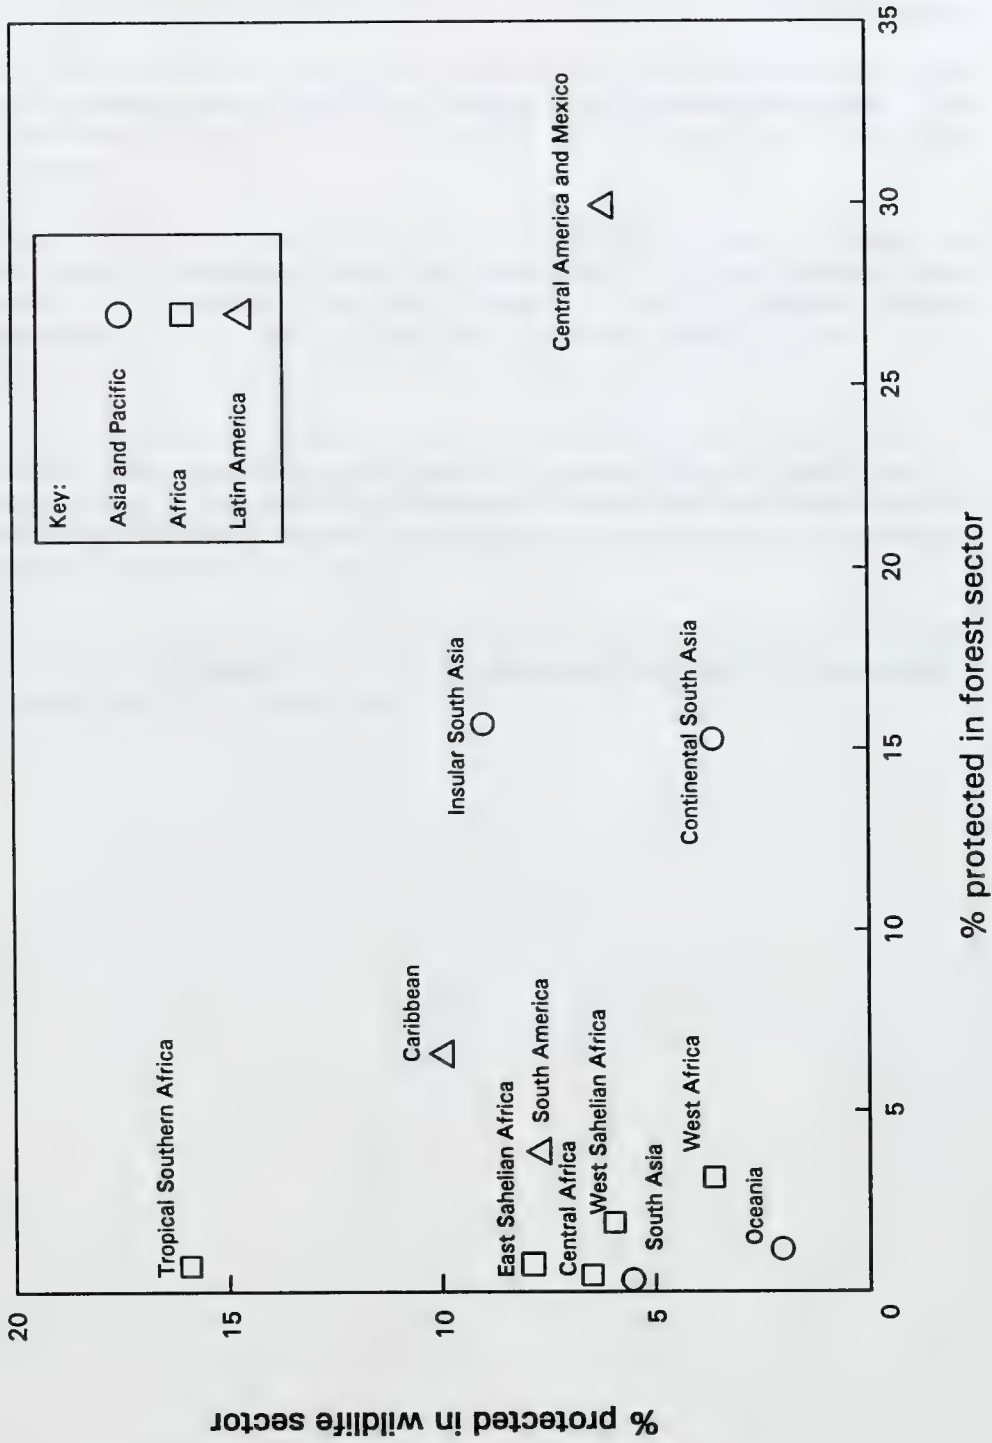 % protected in wildlife sector
20
15
10
5
0
5
10
15
20
25
30
35
% protected in forest sector
Key:
Asia and Pacific
Africa
Latin America
Tropical Southern Africa
Caribbean
East Sahelian Africa
South America
Central Africa
West Sahelian Africa
South Asia
West Africa
Oceania
Insular South Asia
Continental South Asia
Central America and Mexico